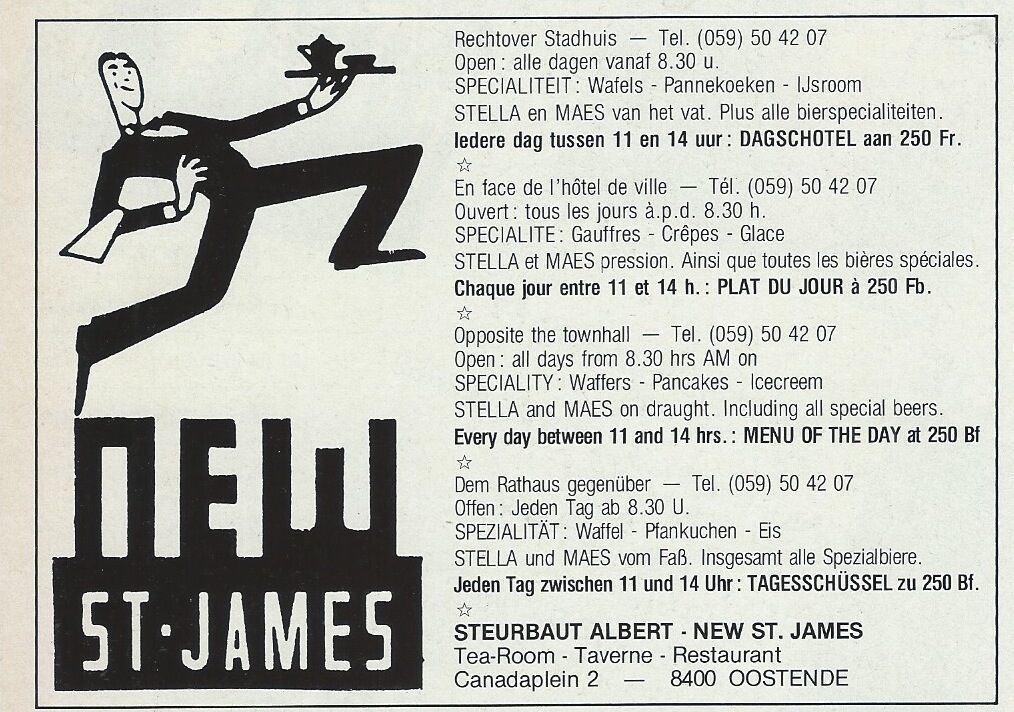 NEW
ST·JAMES
Rechtover Stadhuis — Tel. (059) 50 42 07
Open : alle dagen vanaf 8.30 u.
SPECIALITEIT : Wafels - Pannekoeken - IJsroom
STELLA en MAES van het vat. Plus alle bierspecialiteiten.
Iedere dag tussen 11 en 14 uur : DAGSCHOTEL aan 250 Fr.
☆
En face de l'hôtel de ville — Tél. (059) 50 42 07
Ouvert : tous les jours à.p.d. 8.30 h.
SPECIALITE : Gauffres - Crêpes - Glace
STELLA et MAES pression. Ainsi que toutes les bières spéciales.
Chaque jour entre 11 et 14 h. : PLAT DU JOUR à 250 Fb.
☆
Opposite the townhall — Tel. (059) 50 42 07
Open : all days from 8.30 hrs AM on
SPECIALITY : Waffers - Pancakes - Icecreem
STELLA and MAES on draught. Including all special beers.
Every day between 11 and 14 hrs. : MENU OF THE DAY at 250 Bf
☆
Dem Rathaus gegenüber — Tel. (059) 50 42 07
Offen : Jeden Tag ab 8.30 U.
SPEZIALITÄT : Waffel - Pfankuchen - Eis
STELLA und MAES vom Faß. Insgesamt alle Spezialbiere.
Jeden Tag zwischen 11 und 14 Uhr : TAGESSCHÜSSEL zu 250 Bf.
☆
STEURBAUT ALBERT - NEW ST. JAMES
Tea-Room - Taverne - Restaurant
Canadaplein 2 — 8400 OOSTENDE